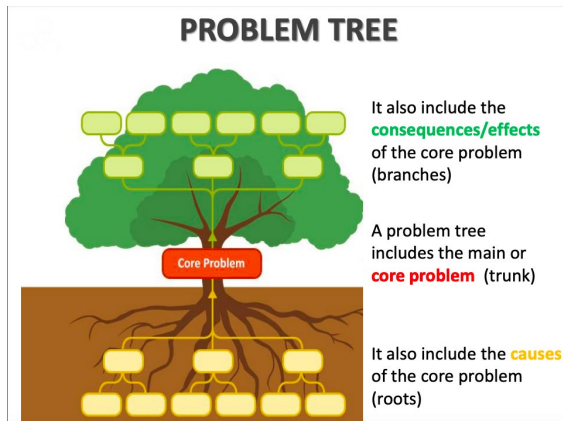 PROBLEM TREE
It also include the
consequences/effects
of the core problem
(branches)
A problem tree
includes the main or
core problem (trunk)
Core Problem
It also include the causes
of the core problem
(roots)